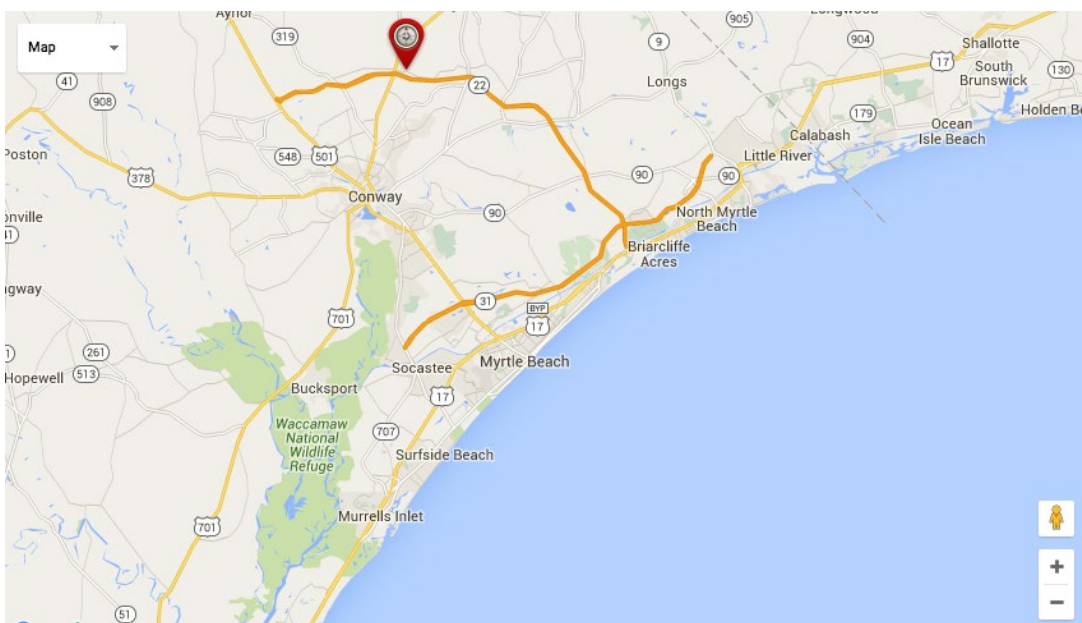 Aynor
Map
319
905
Longwood
9
904
Shallotte
17
41
22
Longs
South
Brunswick
130
908
179
Holden Be
Calabash
Ocean
Isle Beach
Poston
548
501
Little River
378
90
90
Conway
90
North Myrtle
Beach
onville
41
Briarcliffe
Acres
ngway
31
BYP
701
17
261
Myrtle Beach
Hopewell
513
Socastee
Bucksport
17
Waccamaw
National
Wildlife
Refuge
707
Surfside Beach
Murrells Inlet
701
+
−
51